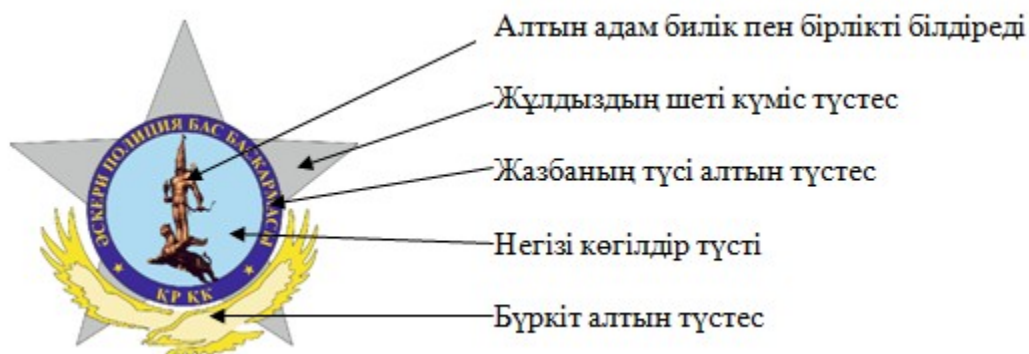 Алтын адам билік пен бірлікті білдіреді
Жұлдыздың шеті күміс түстес
ӘСКЕРИ ПОЛИЦИЯ БАС БАСҚАРМАСЫ
Жазбаның түсі алтын түстес
Негізі көгілдір түсті
ҚР ҚК
Бүркіт алтын түстес